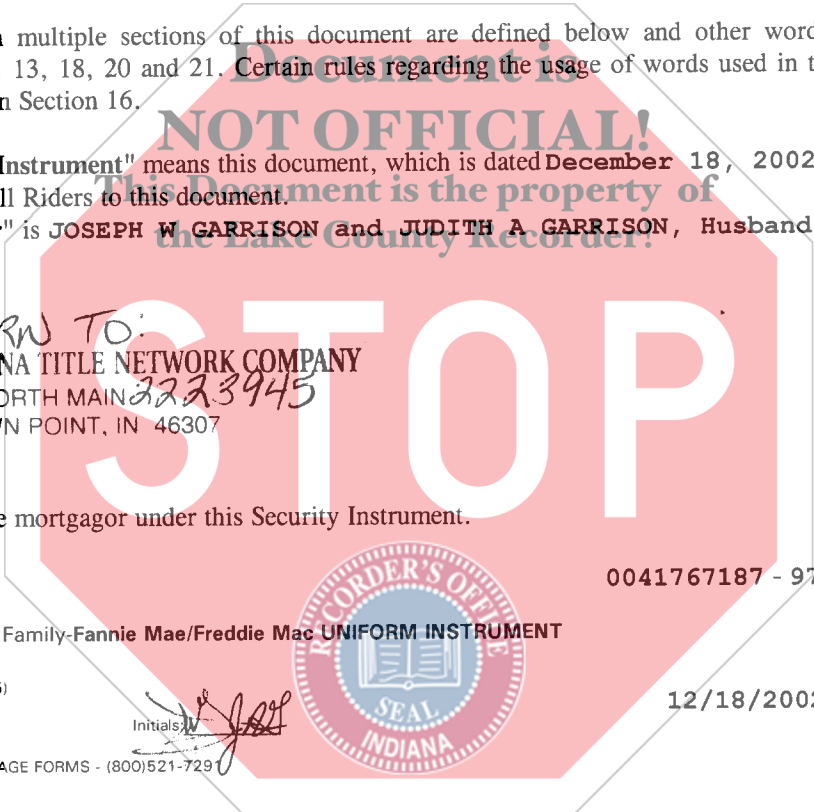 multiple sections of this document are defined below and other word
13, 18, 20 and 21. Certain rules regarding the usage of words used in t
n Section 16.
Document is
NOT OFFICIAL!
This Document is the property of
the Lake County Recorder!
Instrument" means this document, which is dated December 18, 2002
ll Riders to this document.
" is JOSEPH W GARRISON and JUDITH A GARRISON, Husband
RN TO:
NA TITLE NETWORK COMPANY
ORTH MAIN 2223945
N POINT, IN 46307
STOP
e mortgagor under this Security Instrument.
0041767187 - 97
Family-Fannie Mae/Freddie Mac UNIFORM INSTRUMENT
RECORDER'S OFFICE
SEAL
INDIANA
12/18/2002
Initials: W JAG
AGE FORMS - (800)521-7291